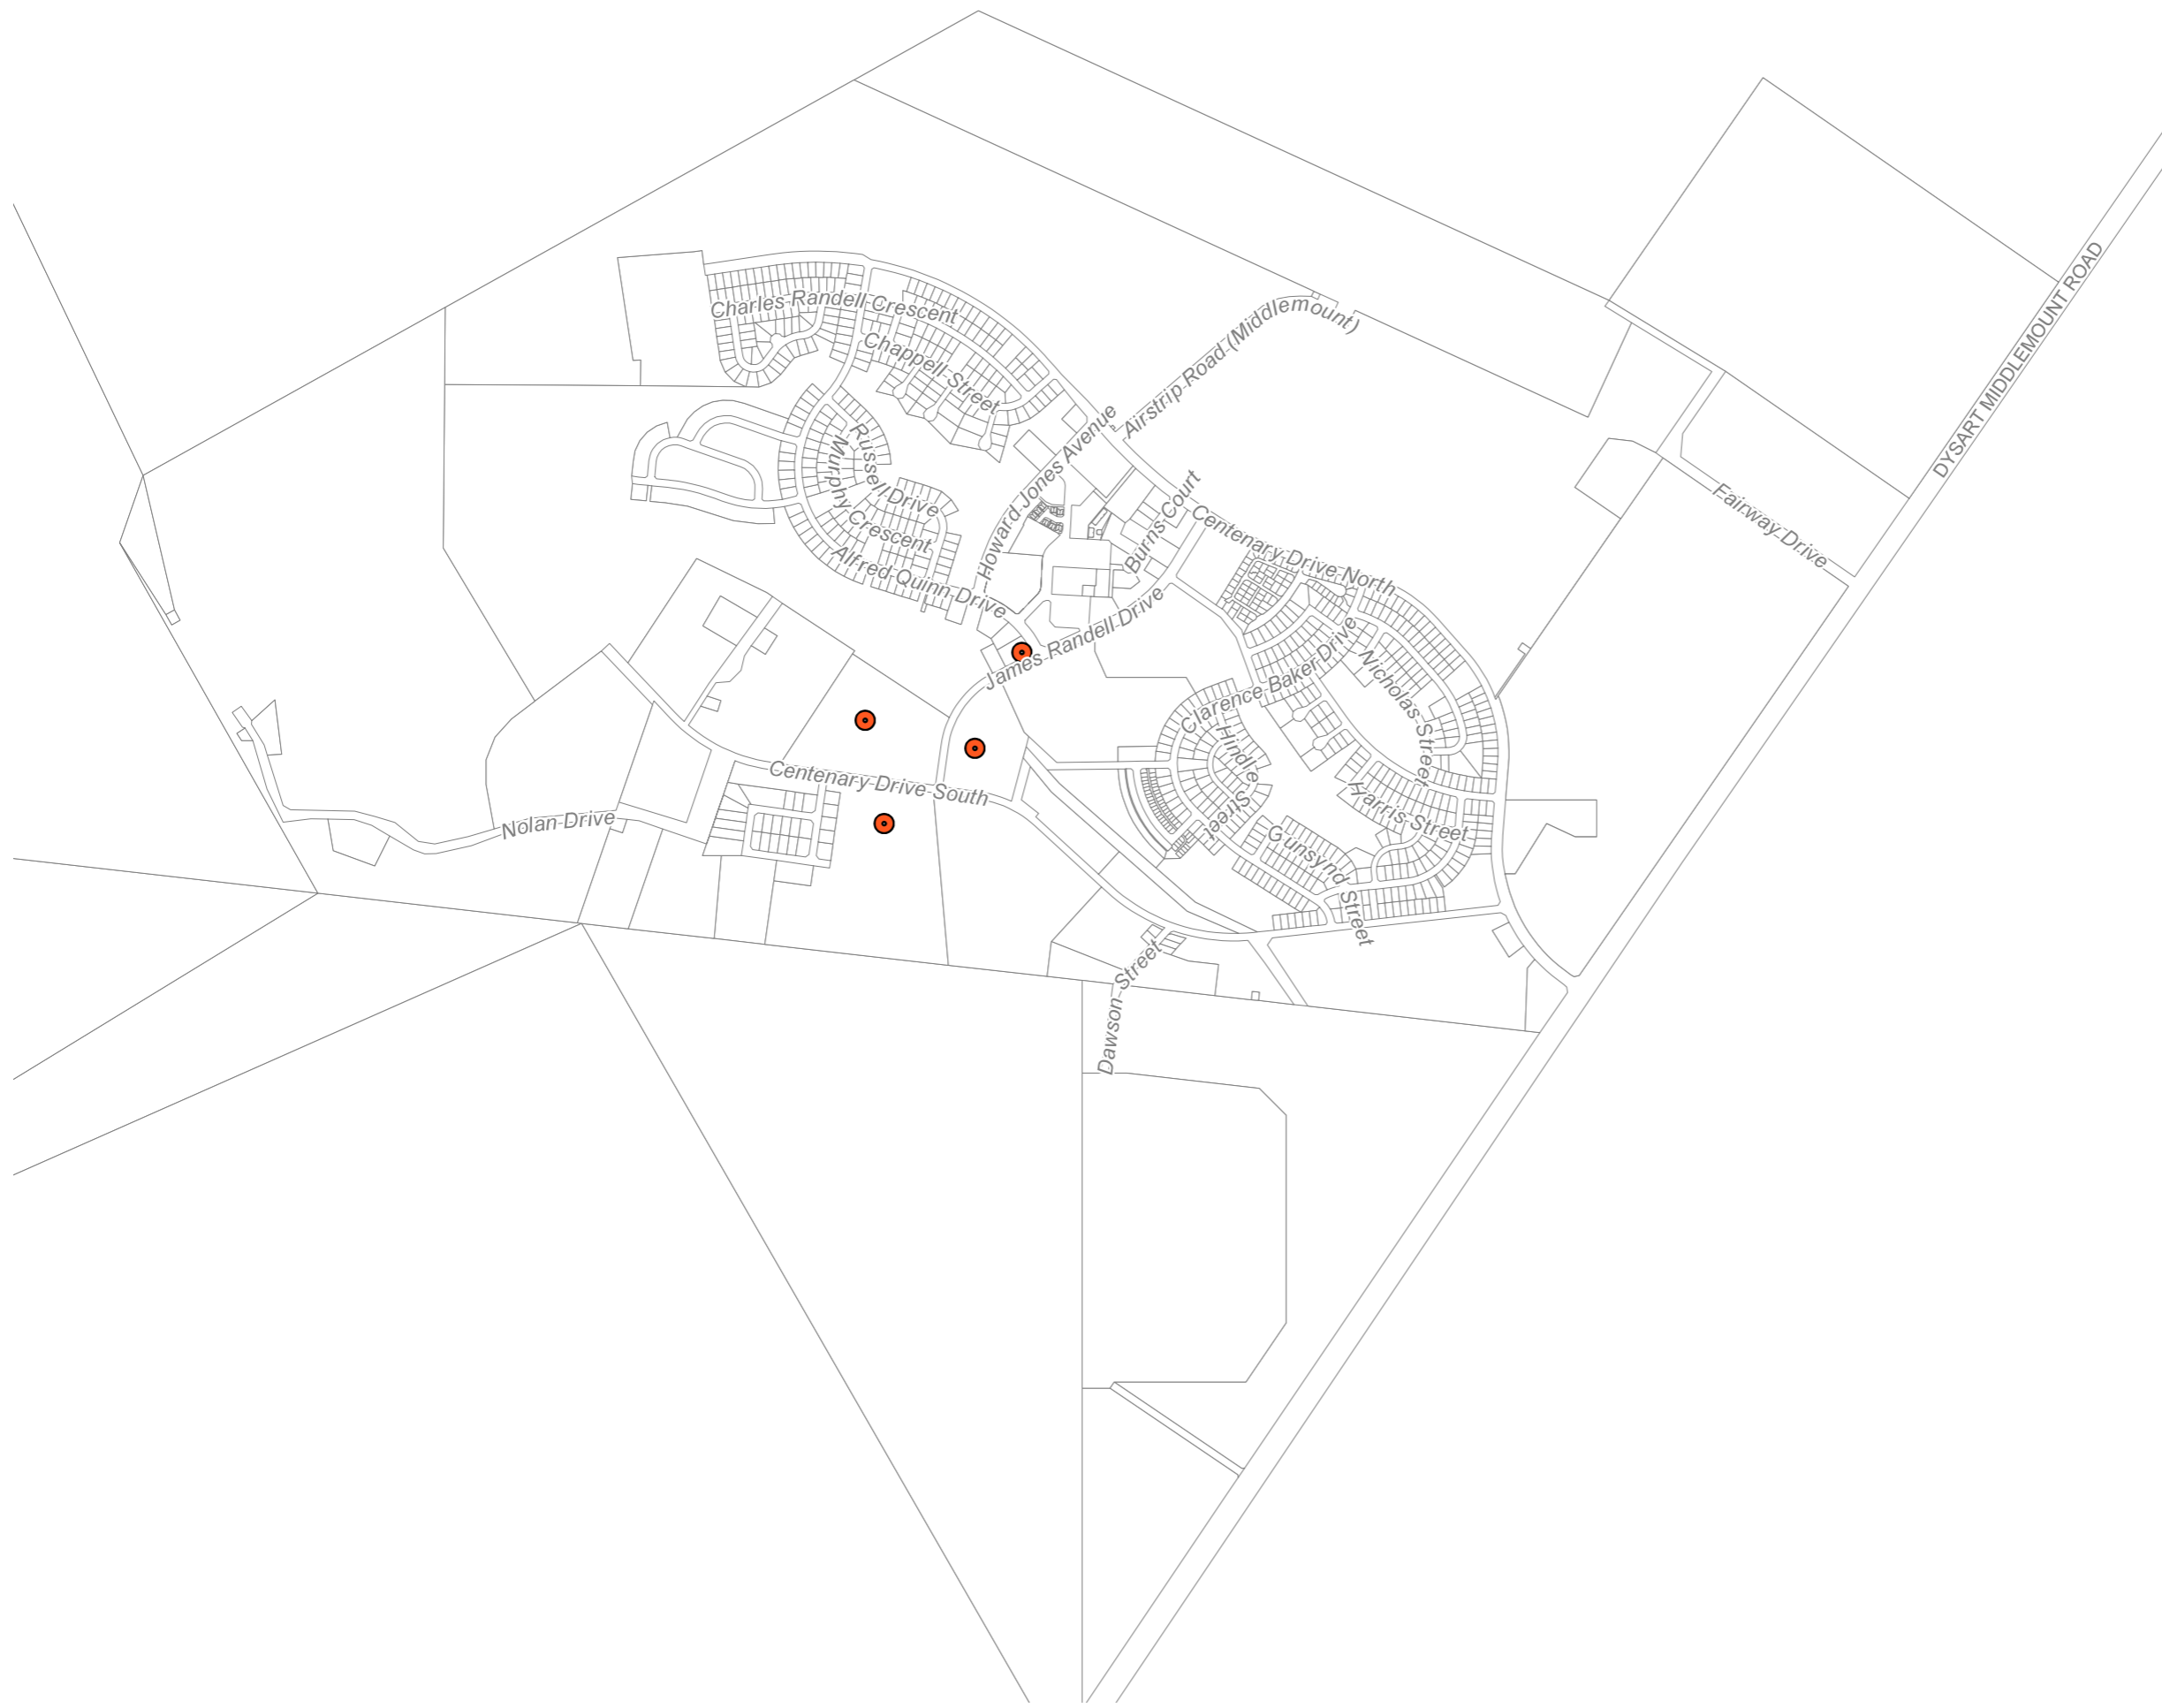 DYSART MIDDLEMOUNT ROAD
Charles Randell Crescent
Airstrip Road (Middlemount)
Chappell Street
Howard Jones Avenue
Russell Drive
Murphy Crescent
Burns Court
Fairway Drive
Centenary Drive North
Alfred Quinn Drive
James Randell Drive
Clarence Baker Drive
Nicholas Street
Hindle Street
Centenary Drive South
Nolan Drive
Harris Street
Gunsynd Street
Dawson Street